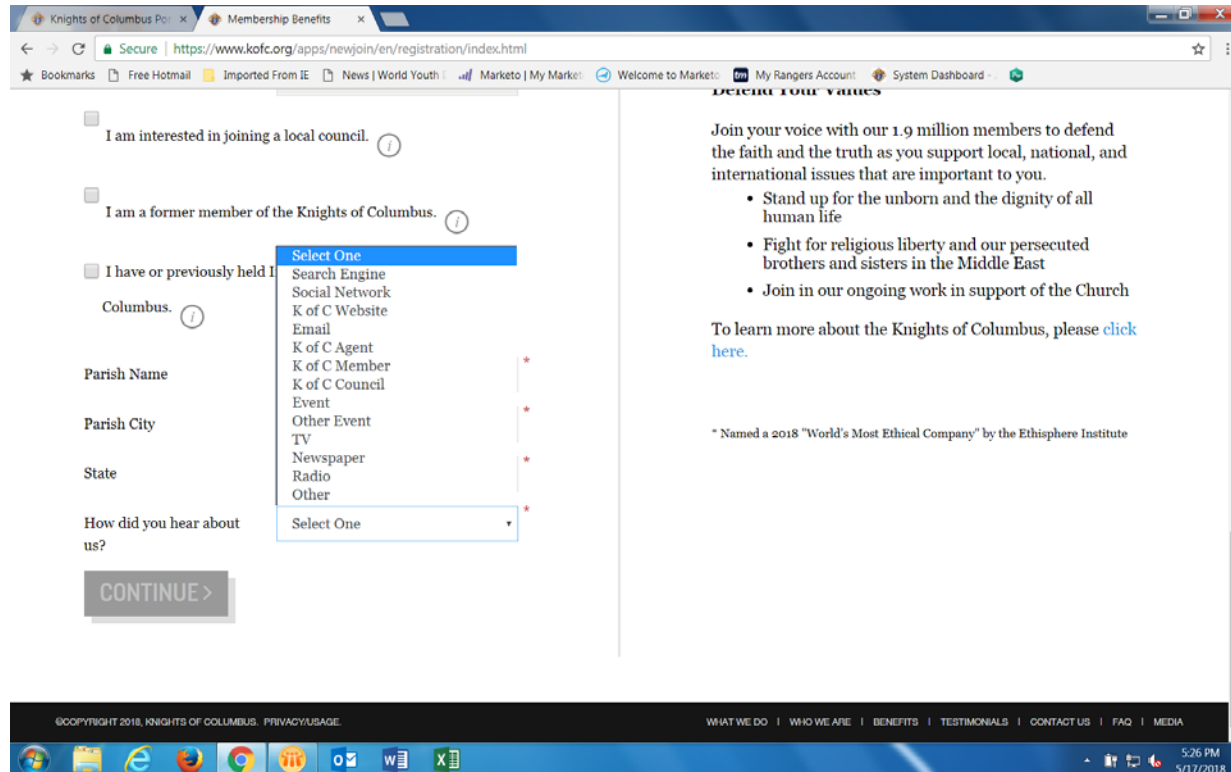 Knights of Columbus Po
Membership Benefits
Secure | https://www.kofc.org/apps/newjoin/en/registration/index.html
Bookmarks Free Hotmail Imported From IE News | World Youth Marketo | My Market Welcome to Marketo tm My Rangers Account System Dashboard -
I am interested in joining a local council. i
I am a former member of the Knights of Columbus. i
I have or previously held I
Columbus. i
Select One
Search Engine
Social Network
K of C Website
Email
K of C Agent
K of C Member
K of C Council
Event
Other Event
TV
Newspaper
Radio
Other
Parish Name *
Parish City *
State *
How did you hear about
us?
Select One *
CONTINUE >
Defend Your Values
Join your voice with our 1.9 million members to defend
the faith and the truth as you support local, national, and
international issues that are important to you.
• Stand up for the unborn and the dignity of all
human life
• Fight for religious liberty and our persecuted
brothers and sisters in the Middle East
• Join in our ongoing work in support of the Church
To learn more about the Knights of Columbus, please click
here.
* Named a 2018 "World's Most Ethical Company" by the Ethisphere Institute
©COPYRIGHT 2018, KNIGHTS OF COLUMBUS. PRIVACY/USAGE.
WHAT WE DO | WHO WE ARE | BENEFITS | TESTIMONIALS | CONTACT US | FAQ | MEDIA
5:26 PM
5/17/2018